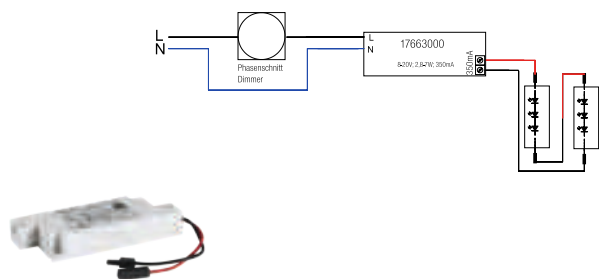 L
N
Phasenschnitt
Dimmer
L
N
17663000
8-20V; 2,8-7W; 350mA
350mA